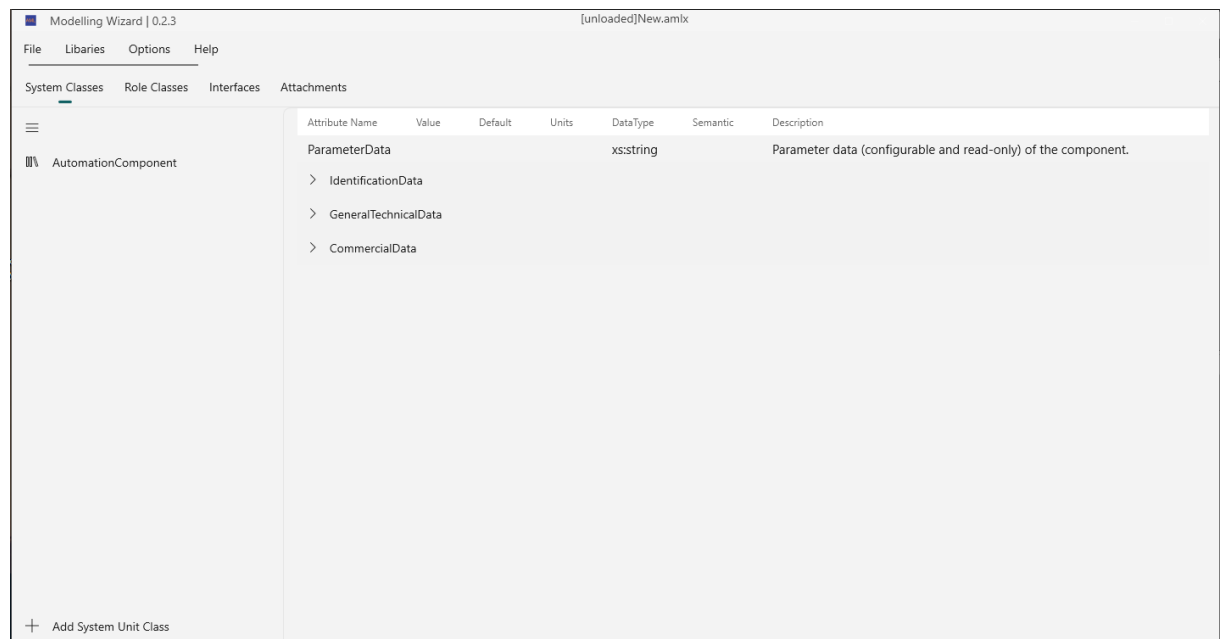 Modelling Wizard | 0.2.3
[unloaded]New.amlx
File Libaries Options Help
System Classes Role Classes Interfaces Attachments
Attribute Name Value Default Units DataType Semantic Description
AutomationComponent
ParameterData xs:string Parameter data (configurable and read-only) of the component.
IdentificationData
GeneralTechnicalData
CommercialData
Add System Unit Class